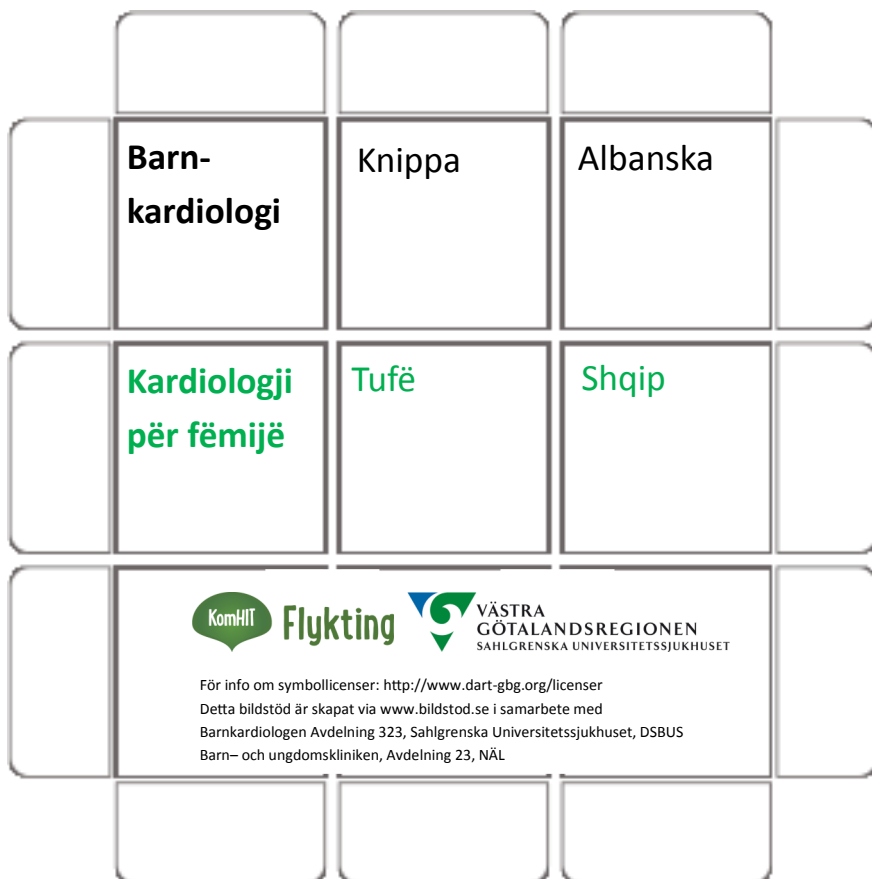 Barn-
kardiologi
Knippa
Albanska
Kardiologji
për fëmijë
Tufë
Shqip
KomHIT
Flykting
VÄSTRA
GÖTALANDSREGIONEN
SAHLGRENSKA UNIVERSITETSSJUKHUSET
För info om symbollicenser: http://www.dart-gbg.org/licenser
Detta bildstöd är skapat via www.bildstod.se i samarbete med
Barnkardiologen Avdelning 323, Sahlgrenska Universitetssjukhuset, DSBUS
Barn– och ungdomskliniken, Avdelning 23, NÄL